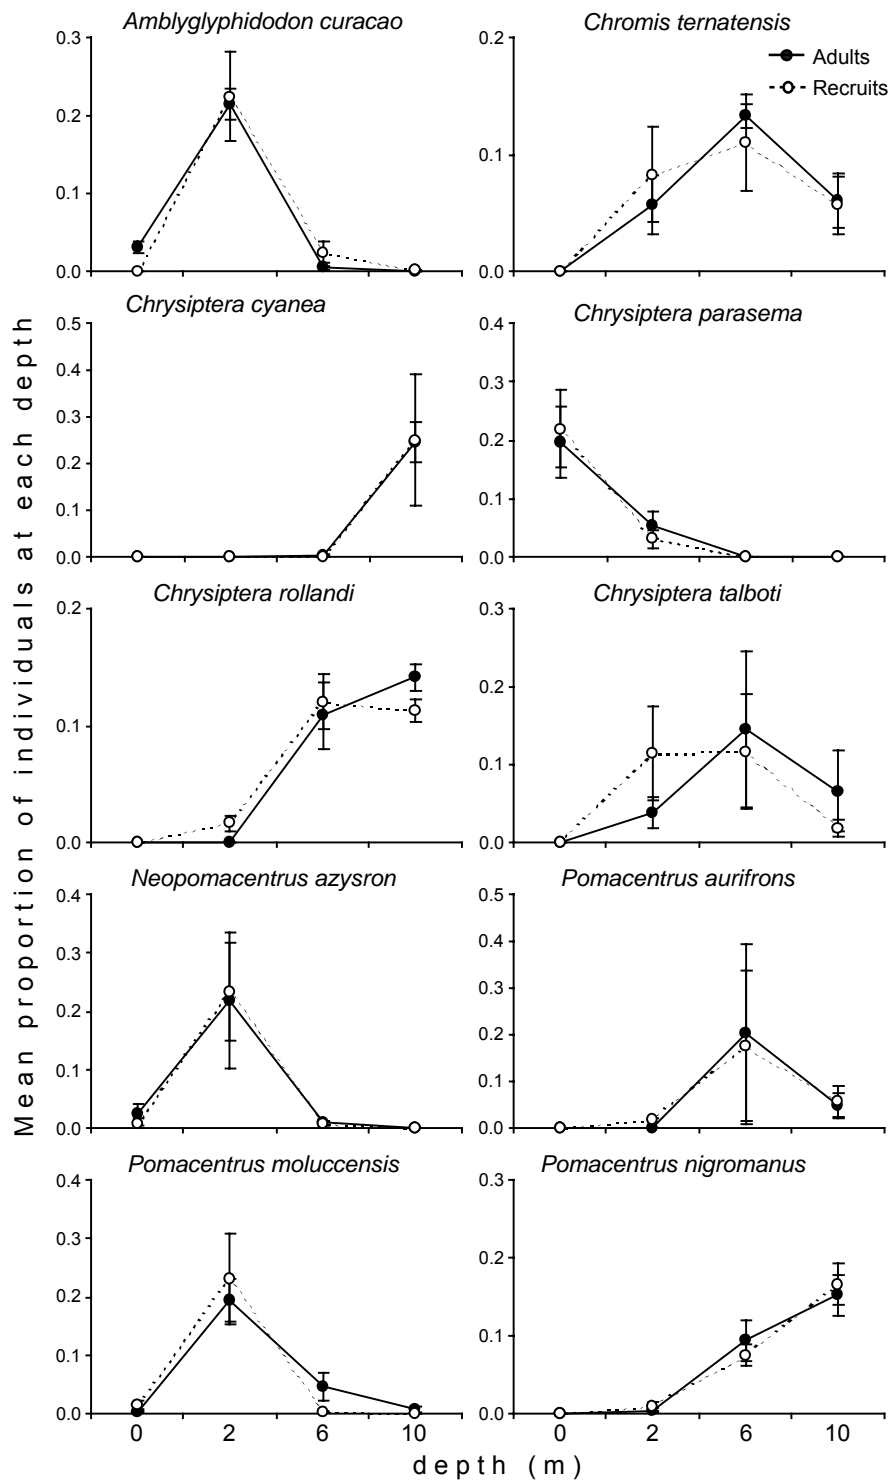 Amblyglyphidodon curacao
Chromis ternatensis
0.3
0.2
0.1
0.0
0.2
0.1
0.0
Adults
Recruits
Chrysiptera cyanea
Chrysiptera parasema
0.5
0.4
0.3
0.2
0.1
0.0
0.4
0.3
0.2
0.1
0.0
Chrysiptera rollandi
Chrysiptera talboti
0.2
0.1
0.0
0.3
0.2
0.1
0.0
Neopomacentrus azysron
Pomacentrus aurifrons
0.4
0.3
0.2
0.1
0.0
0.5
0.4
0.3
0.2
0.1
0.0
Pomacentrus moluccensis
Pomacentrus nigromanus
0.4
0.3
0.2
0.1
0.0
0.3
0.2
0.1
0.0
0 2 6 10
0 2 6 10
Mean proportion of individuals at each depth
depth (m)